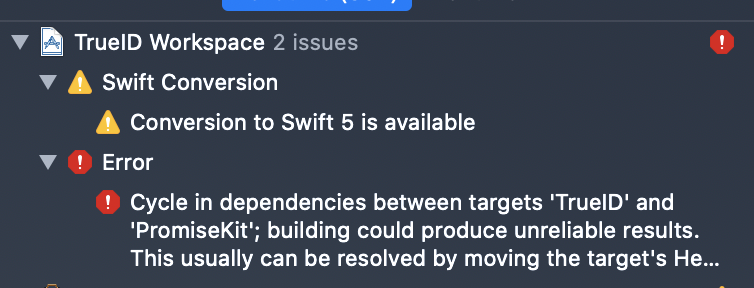 TrueID Workspace 2 issues
Swift Conversion
Conversion to Swift 5 is available
Error
Cycle in dependencies between targets 'TrueID' and
'PromiseKit'; building could produce unreliable results.
This usually can be resolved by moving the target's He...